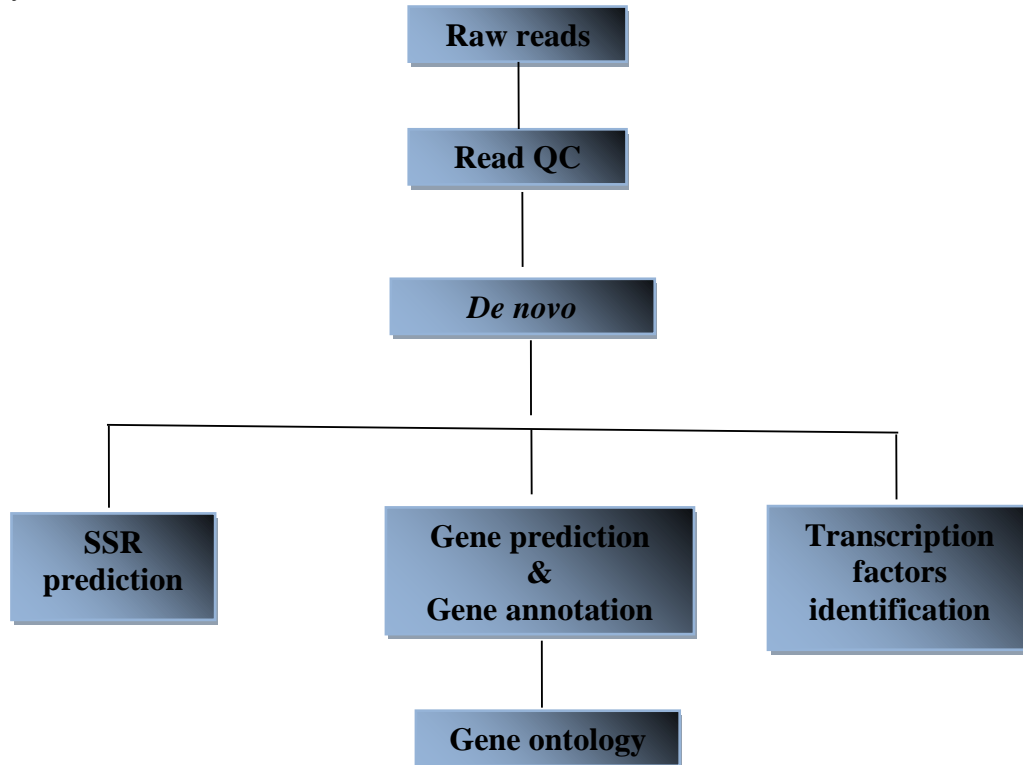 Raw reads
Read QC
De novo
SSR
prediction
Gene prediction
&
Gene annotation
Transcription
factors
identification
Gene ontology